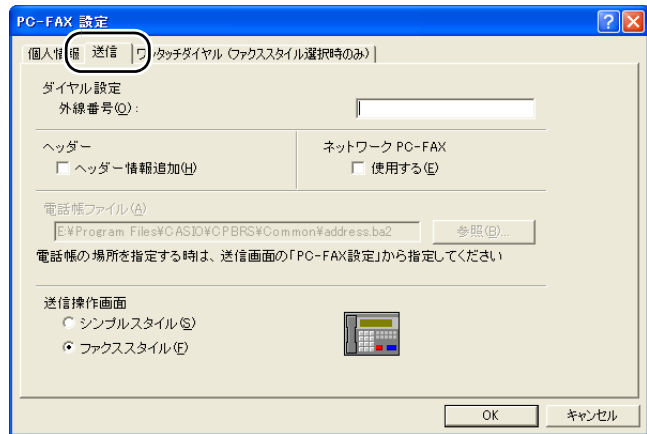 PC-FAX 設定
個人情報 送信 ワンタッチダイヤル(ファクススタイル選択時のみ)
ダイヤル設定
外線番号(O):
ヘッダー
ネットワーク PC-FAX
ヘッダー情報追加(H)
使用する(E)
電話帳ファイル(A)
E:¥Program Files¥CASIO¥CPBRS¥Common¥address.ba2
参照(B)...
電話帳の場所を指定する時は、送信画面の「PC-FAX設定」から指定してください
送信操作画面
シンプルスタイル(S)
ファクススタイル(F)
OK キャンセル